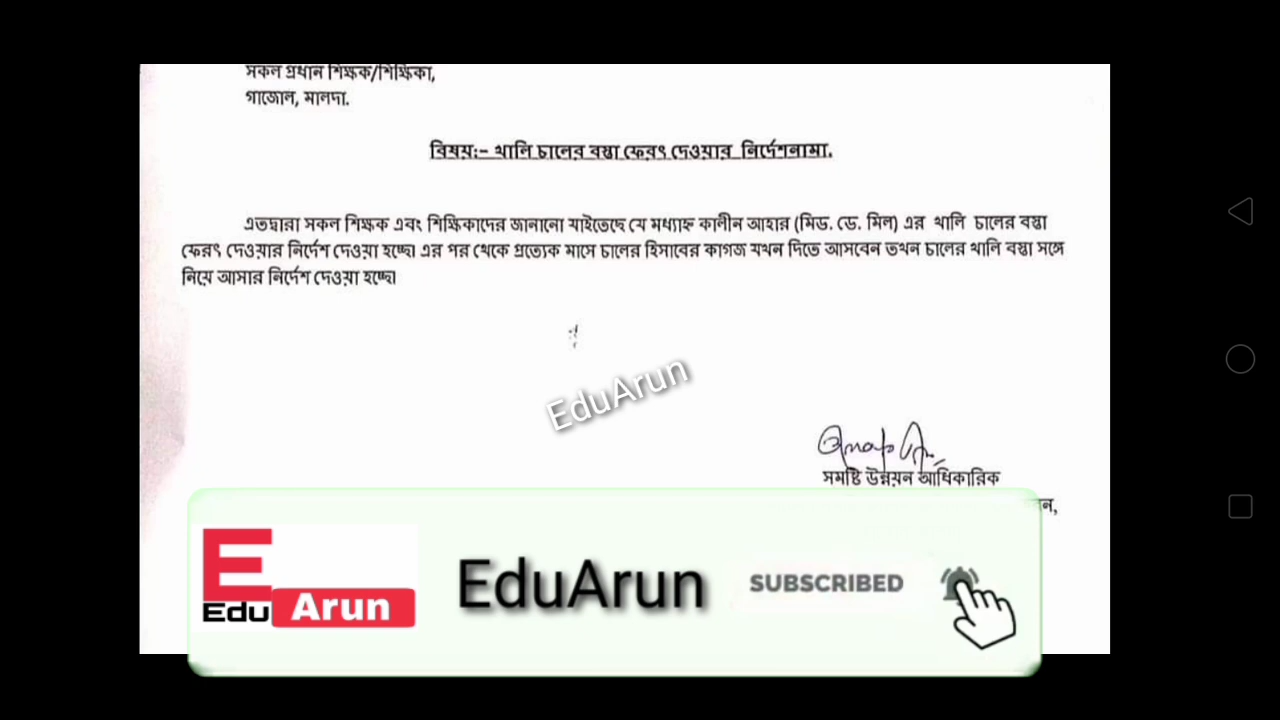 সকল প্রধান শিক্ষক/শিক্ষিকা,
গাজোল, মালদা.
বিষয়:- খালি চালের বস্তা ফেরৎ দেওয়ার নির্দেশনামা.
এতদ্বারা সকল শিক্ষক এবং শিক্ষিকাদের জানানো যাইতেছে যে মধ্যাহ্ন কালীন আহার (মিড. ডে. মিল) এর খালি চালের বস্তা
ফেরৎ দেওয়ার নির্দেশ দেওয়া হচ্ছে। এর পর থেকে প্রত্যেক মাসে চালের হিসাবের কাগজ যখন দিতে আসবেন তখন চালের খালি বস্তা সঙ্গে
নিয়ে আসার নির্দেশ দেওয়া হচ্ছে।
EduArun
সমষ্টি উন্নয়ন আধিকারিক
E
Edu Arun
EduArun
SUBSCRIBED